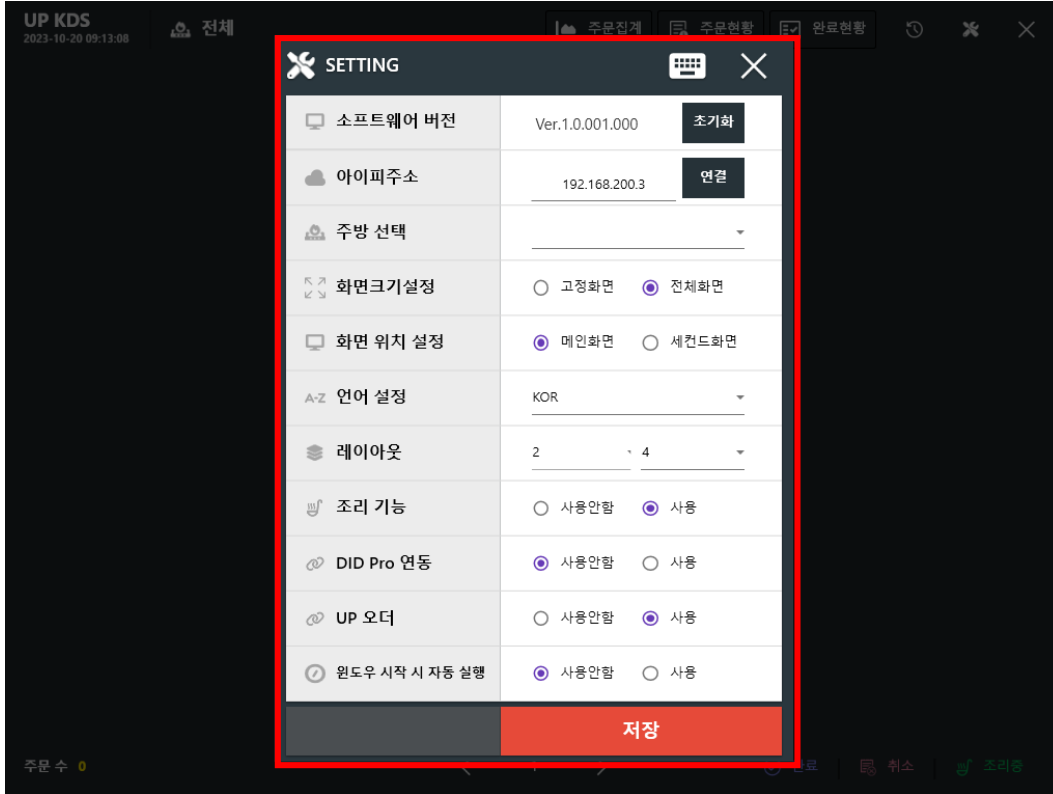 UP KDS
2023-10-20 09:13:08
전체
주문집계
주문현황
완료현황
SETTING
소프트웨어 버전
Ver.1.0.001.000
초기화
아이피주소
192.168.200.3
연결
주방 선택
화면크기설정
고정화면
전체화면
화면 위치 설정
메인화면
세컨드화면
A-Z 언어 설정
KOR
레이아웃
2
4
조리 기능
사용안함
사용
DID Pro 연동
사용안함
사용
UP 오더
사용안함
사용
윈도우 시작 시 자동 실행
사용안함
사용
저장
주문 수 0
취소
조리중